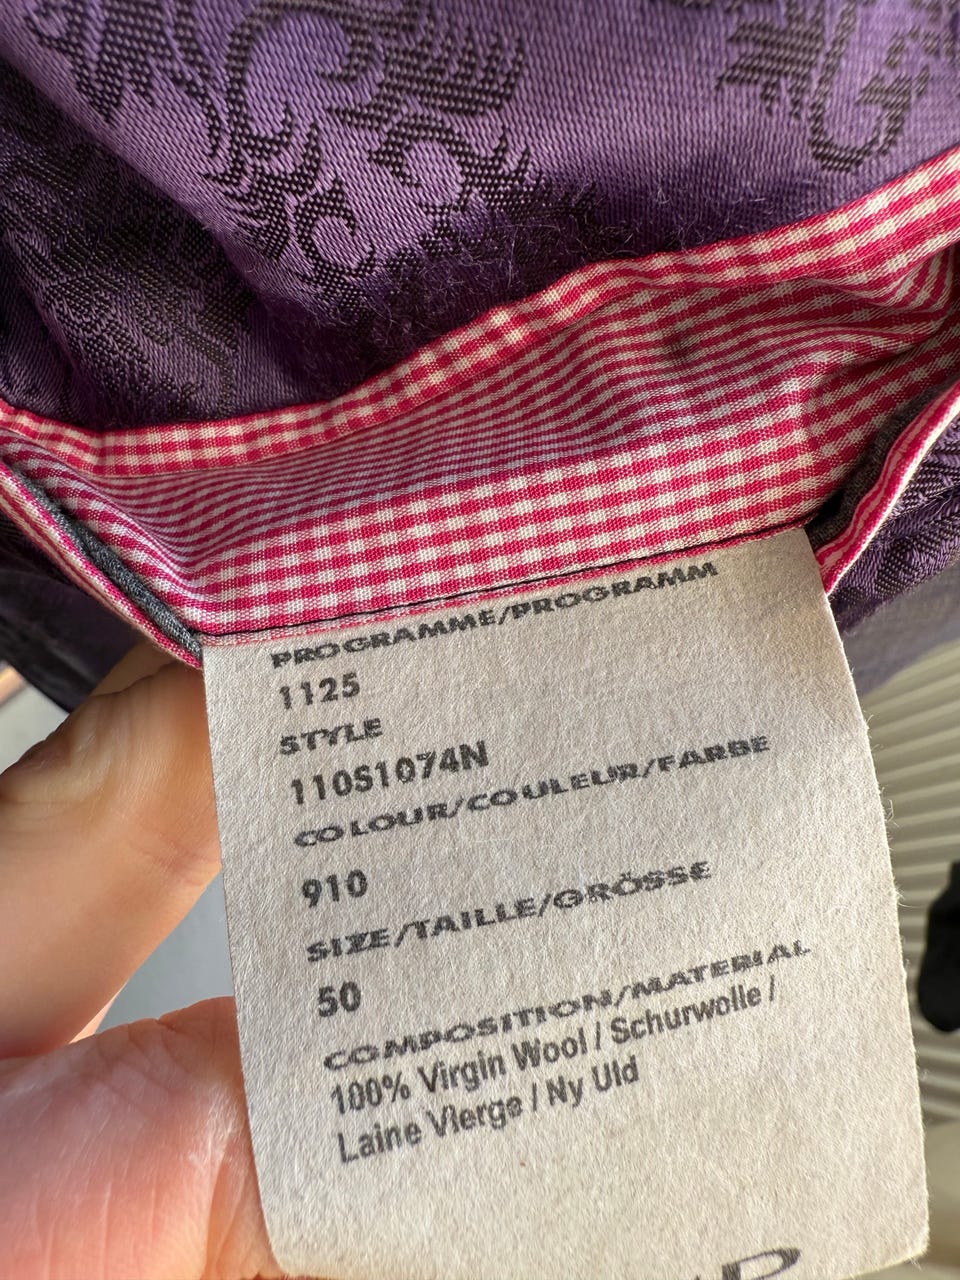 PROGRAMME/PROGRAMM
1125
STYLE
110S1074N
COLOUR/COULEUR/FARBE
910
SIZE/TAILLE/GRÖSSE
50
COMPOSITION/MATERIAL
100% Virgin Wool / Schurwolle /
Laine Vierge / Ny Uld